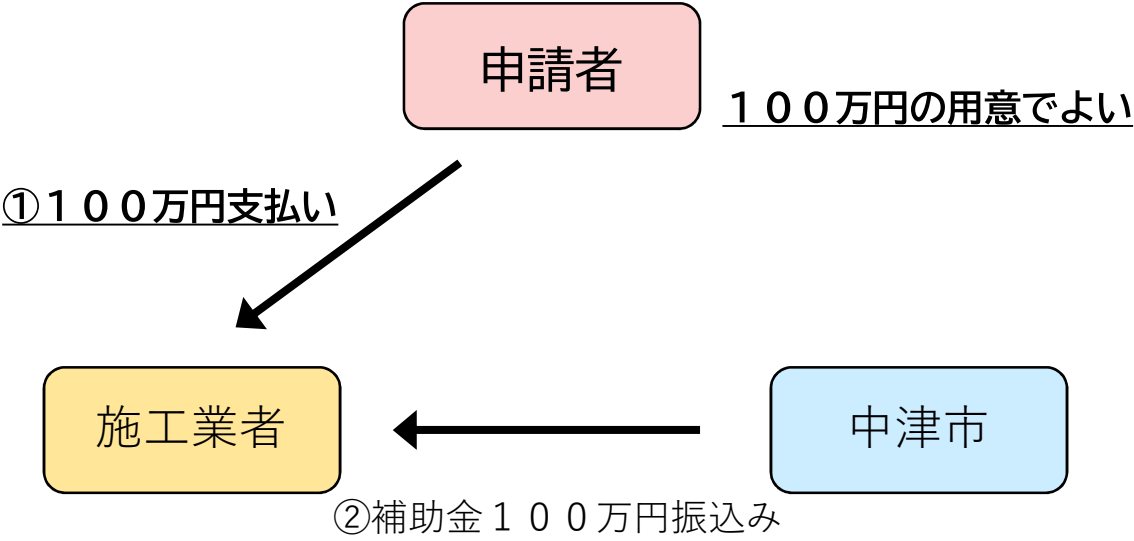 申請者
１００万円の用意でよい
①１００万円支払い
施工業者
中津市
②補助金１００万円振込み